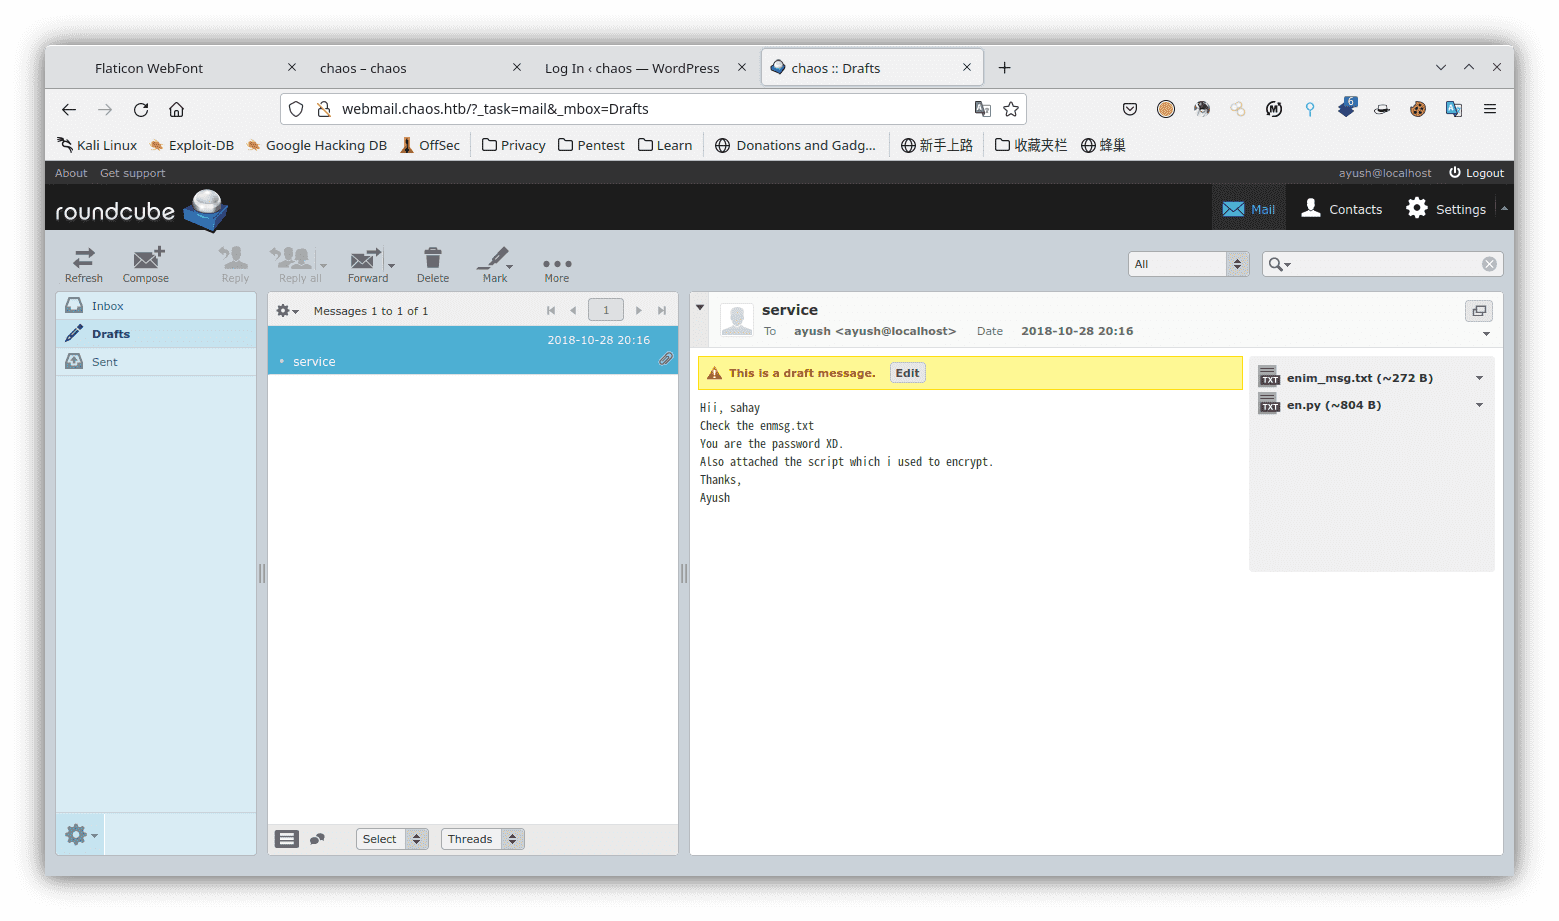 Flaticon WebFont
chaos – chaos
Log In ‹ chaos — WordPress
chaos :: Drafts
webmail.chaos.htb/?_task=mail&_mbox=Drafts
6
Kali Linux
Exploit-DB
Google Hacking DB
OffSec
Privacy
Pentest
Learn
Donations and Gadg...
新手上路
收藏夹栏
蜂巢
About
Get support
ayush@localhost
Logout
roundcube
Mail
Contacts
Settings
Refresh
Compose
Reply
Reply all
Forward
Delete
Mark
More
All
Inbox
Drafts
Sent
Messages 1 to 1 of 1
1
2018-10-28 20:16
• service
Select
Threads
service
To ayush <ayush@localhost> Date 2018-10-28 20:16
This is a draft message.
Edit
Hii, sahay
Check the enmsg.txt
You are the password XD.
Also attached the script which i used to encrypt.
Thanks,
Ayush
TXT
enim_msg.txt (~272 B)
TXT
en.py (~804 B)